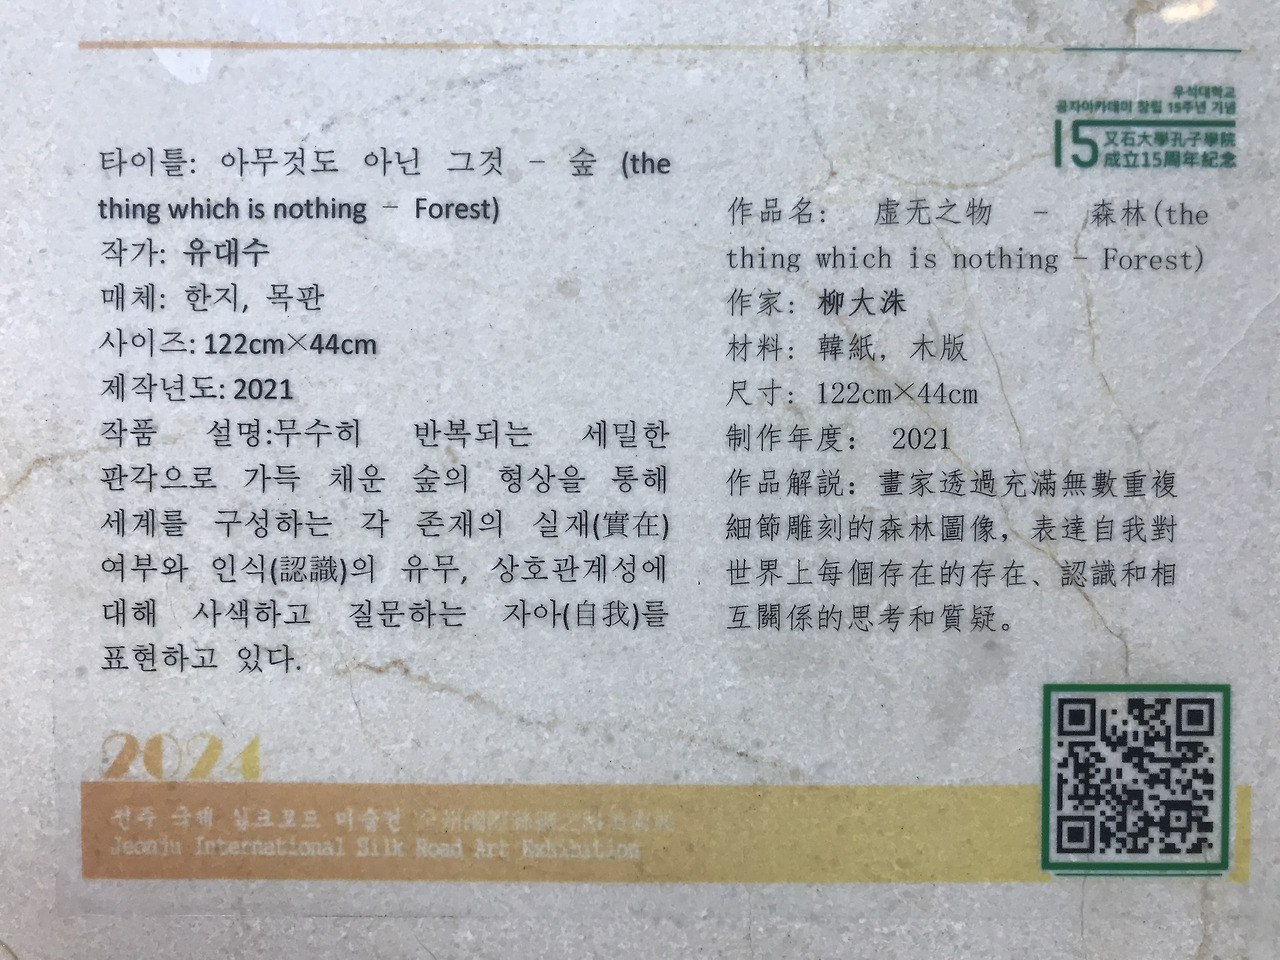 우석대학교
공자아카데미 창립 15주년 기념
15 又石大學孔子學院
成立15周年紀念
타이틀: 아무것도 아닌 그것 - 숲 (the
thing which is nothing - Forest)
작가: 유대수
매체: 한지, 목판
사이즈: 122cm×44cm
제작년도: 2021
작품 설명:무수히 반복되는 세밀한
판각으로 가득 채운 숲의 형상을 통해
세계를 구성하는 각 존재의 실재(實在)
여부와 인식(認識)의 유무, 상호관계성에
대해 사색하고 질문하는 자아(自我)를
표현하고 있다.
作品名: 虛无之物 - 森林(the
thing which is nothing - Forest)
作家: 柳大洙
材料: 韓紙, 木版
尺寸: 122cm×44cm
制作年度: 2021
作品解説: 畫家透過充滿無數重複
細節雕刻的森林圖像, 表達自我對
世界上每個存在的存在、認識和相
互關係的思考和質疑。
2024
전주 국제 실크로드 미술전
Jeonju International Silk Road Art Exhibition